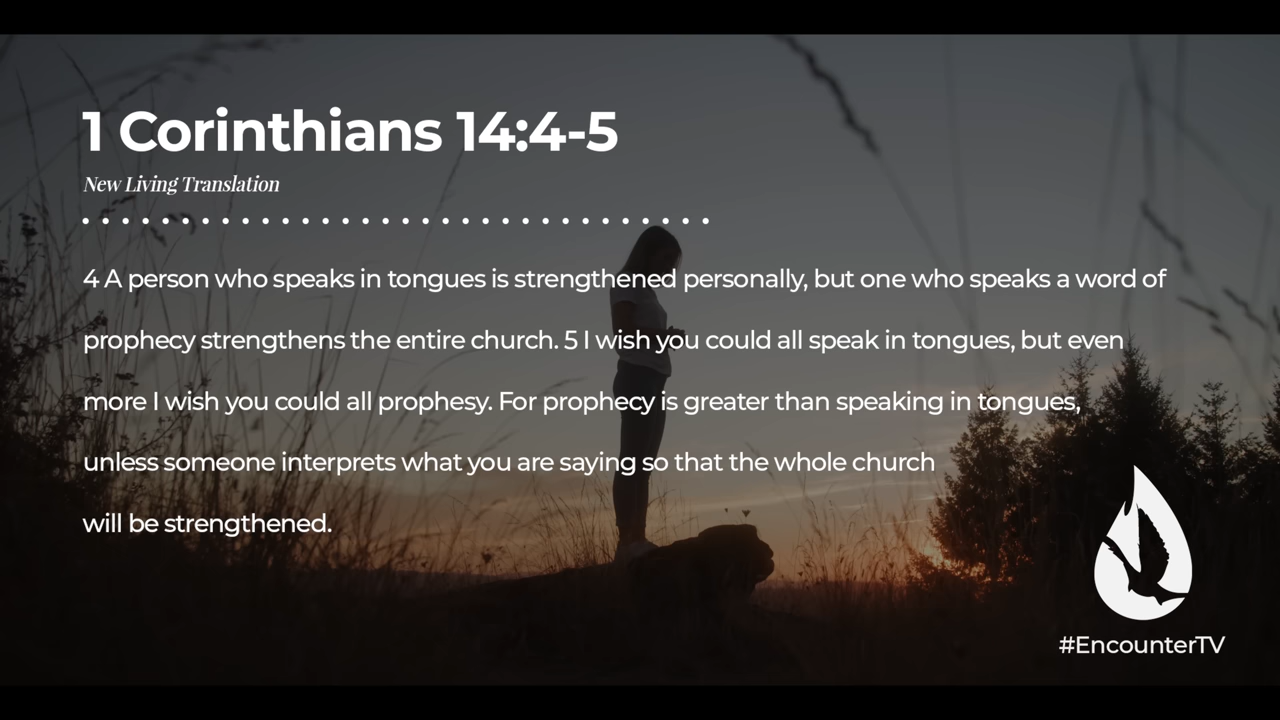 1 Corinthians 14:4-5
New Living Translation
4 A person who speaks in tongues is strengthened personally, but one who speaks a word of
prophecy strengthens the entire church. 5 I wish you could all speak in tongues, but even
more I wish you could all prophesy. For prophecy is greater than speaking in tongues,
unless someone interprets what you are saying so that the whole church
will be strengthened.
#EncounterTV